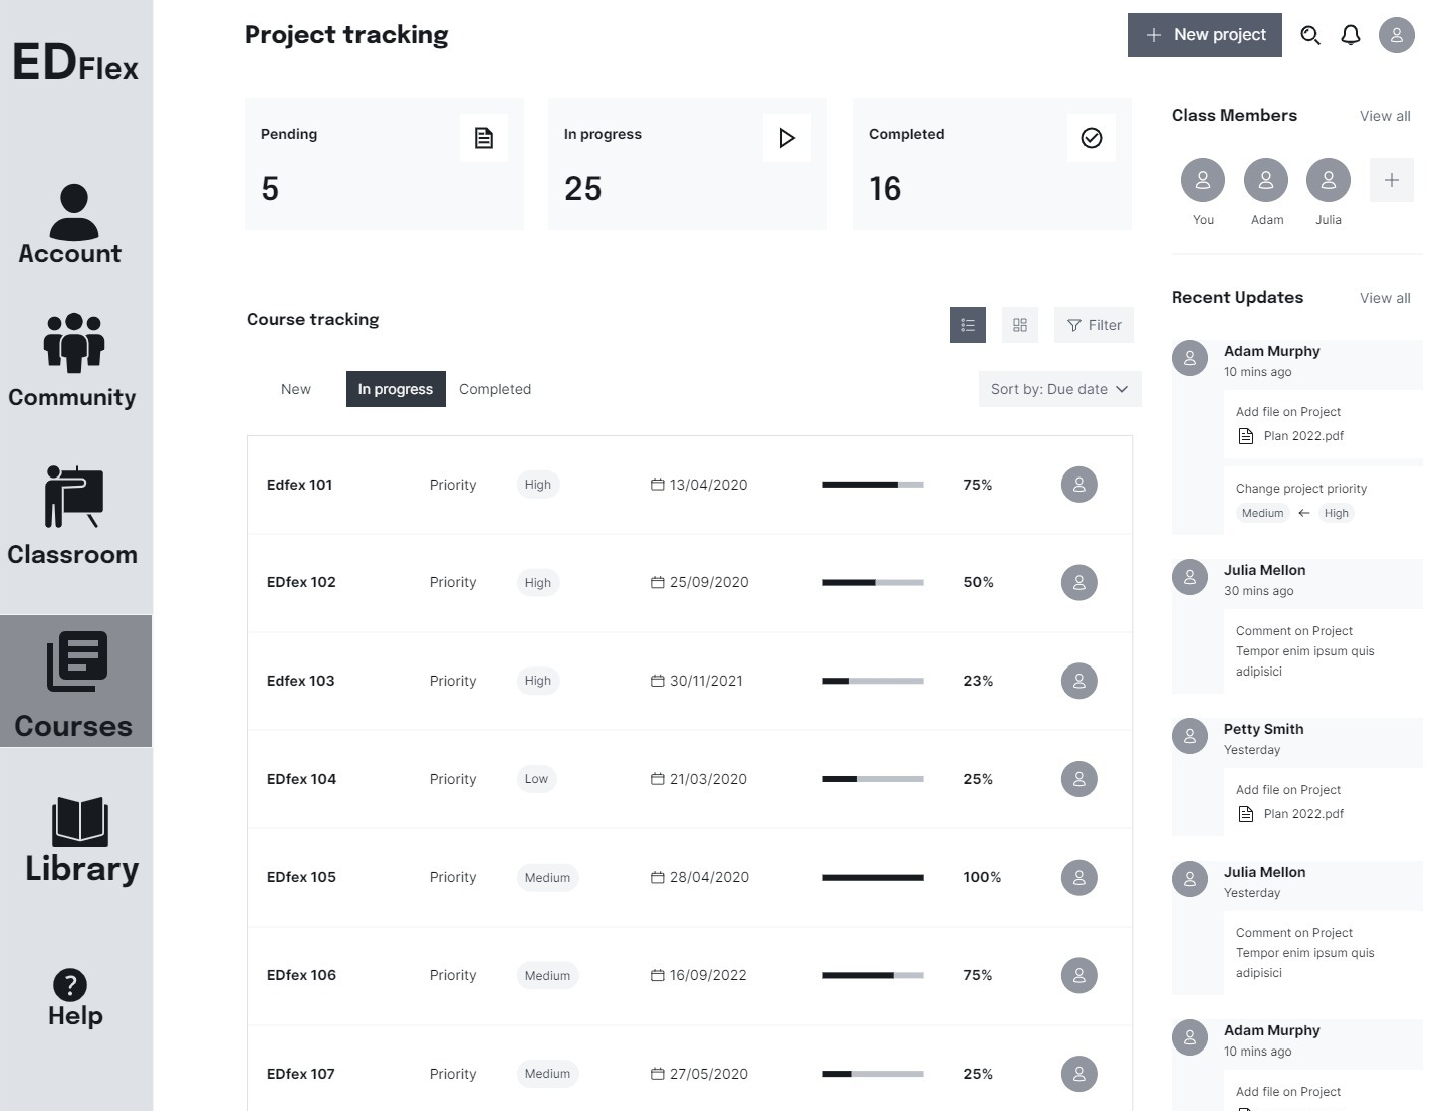 EDFlex
Account
Community
Classroom
Courses
Library
Help
Project tracking
New project
Pending
5
In progress
25
Completed
16
Course tracking
Filter
New
In progress
Completed
Sort by: Due date
Edfex 101 Priority High 13/04/2020 75%
EDfex 102 Priority High 25/09/2020 50%
Edfex 103 Priority High 30/11/2021 23%
EDfex 104 Priority Low 21/03/2020 25%
EDfex 105 Priority Medium 28/04/2020 100%
EDfex 106 Priority Medium 16/09/2022 75%
EDfex 107 Priority Medium 27/05/2020 25%
Class Members View all
You Adam Julia
Recent Updates View all
Adam Murphy
10 mins ago
Add file on Project
Plan 2022.pdf
Change project priority
Medium ← High
Julia Mellon
30 mins ago
Comment on Project
Tempor enim ipsum quis
adipisici
Petty Smith
Yesterday
Add file on Project
Plan 2022.pdf
Julia Mellon
Yesterday
Comment on Project
Tempor enim ipsum quis
adipisici
Adam Murphy
10 mins ago
Add file on Project